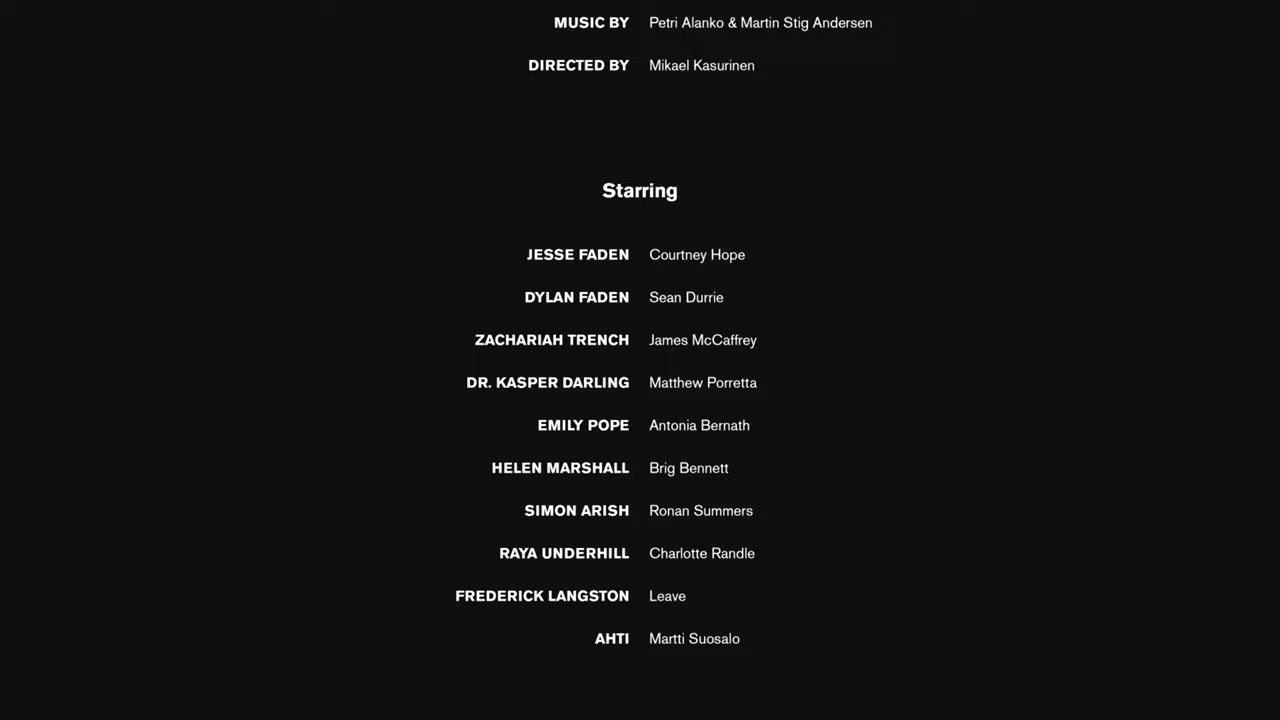 MUSIC BY Petri Alanko & Martin Stig Andersen
DIRECTED BY Mikael Kasurinen
Starring
JESSE FADEN Courtney Hope
DYLAN FADEN Sean Durrie
ZACHARIAH TRENCH James McCaffrey
DR. KASPER DARLING Matthew Porretta
EMILY POPE Antonia Bernath
HELEN MARSHALL Brig Bennett
SIMON ARISH Ronan Summers
RAYA UNDERHILL Charlotte Randle
FREDERICK LANGSTON Leave
AHTI Martti Suosalo